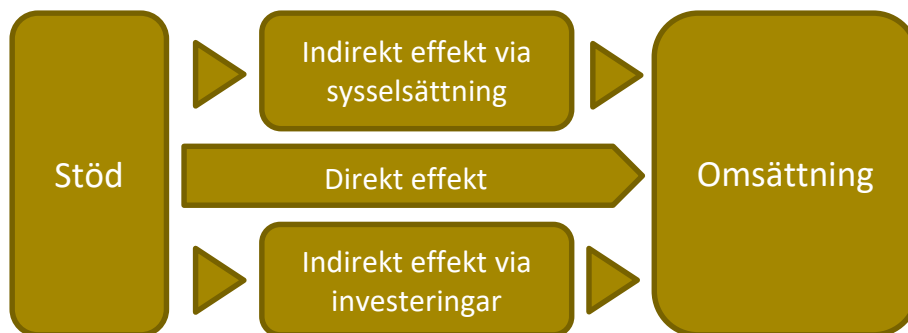 Stöd
Indirekt effekt via
sysselsättning
Direkt effekt
Indirekt effekt via
investeringar
Omsättning